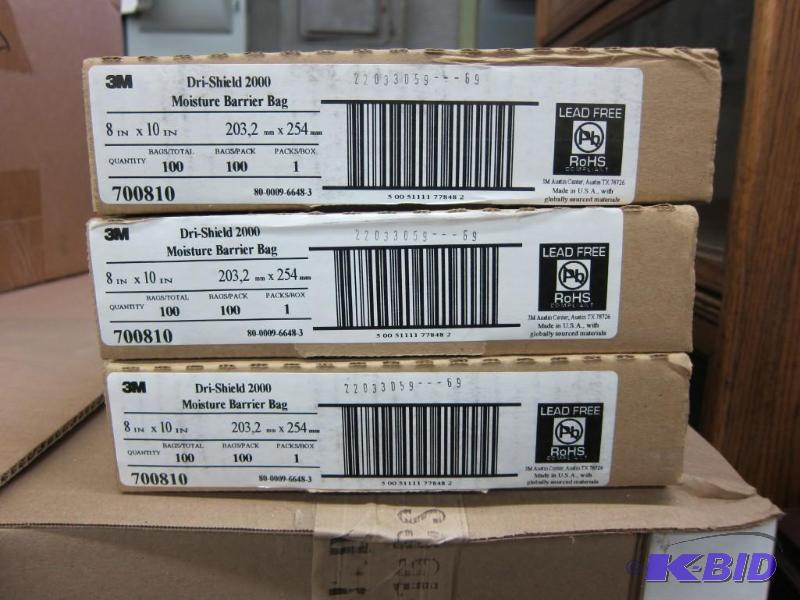 3M Dri-Shield 2000
Moisture Barrier Bag
22033059---69
8 IN x 10 IN 203,2 mm x 254 mm
BAGS/TOTAL BAGS/PACK PACKS/BOX
QUANTITY 100 100 1
700810 80-0009-6648-3
5 00 51111 77848 2
LEAD FREE
Pb
RoHS
COMPLIANT
3M Austin Center, Austin TX 78726
Made in U.S.A., with
globally sourced materials
3M Dri-Shield 2000
Moisture Barrier Bag
22033059---69
8 IN x 10 IN 203,2 mm x 254 mm
BAGS/TOTAL BAGS/PACK PACKS/BOX
QUANTITY 100 100 1
700810 80-0009-6648-3
5 00 51111 77848 2
LEAD FREE
Pb
RoHS
COMPLIANT
3M Austin Center, Austin TX 78726
Made in U.S.A., with
globally sourced materials
3M Dri-Shield 2000
Moisture Barrier Bag
22033059---69
8 IN x 10 IN 203,2 mm x 254 mm
BAGS/TOTAL BAGS/PACK PACKS/BOX
QUANTITY 100 100 1
700810 80-0009-6648-3
5 00 51111 77848 2
LEAD FREE
Pb
RoHS
COMPLIANT
3M Austin Center, Austin TX 78726
Made in U.S.A., with
globally sourced materials
© K-BID